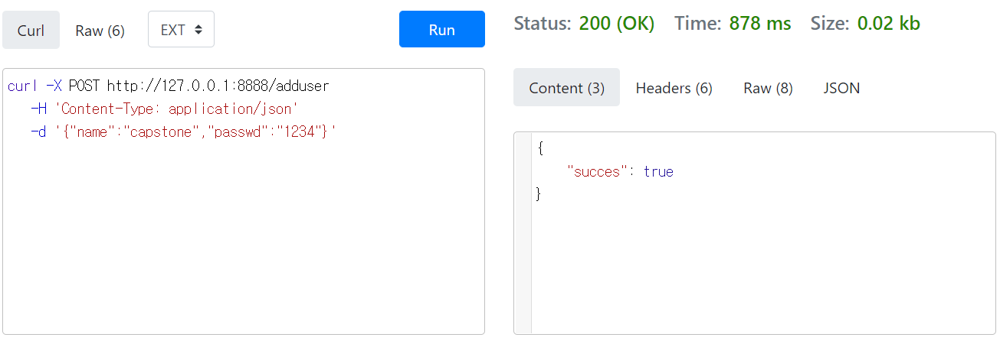 Curl Raw (6) EXT Run
Status: 200 (OK) Time: 878 ms Size: 0.02 kb
curl -X POST http://127.0.0.1:8888/adduser
-H 'Content-Type: application/json'
-d '{"name":"capstone","passwd":"1234"}'
Content (3) Headers (6) Raw (8) JSON
{
"succes": true
}